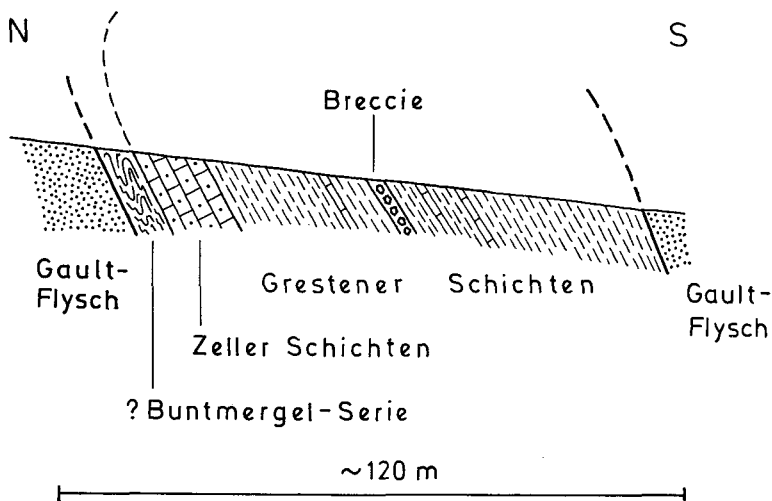 N
S
Breccie
Gault-
Flysch
Grestener Schichten
Gault-
Flysch
Zeller Schichten
? Buntmergel-Serie
~120 m